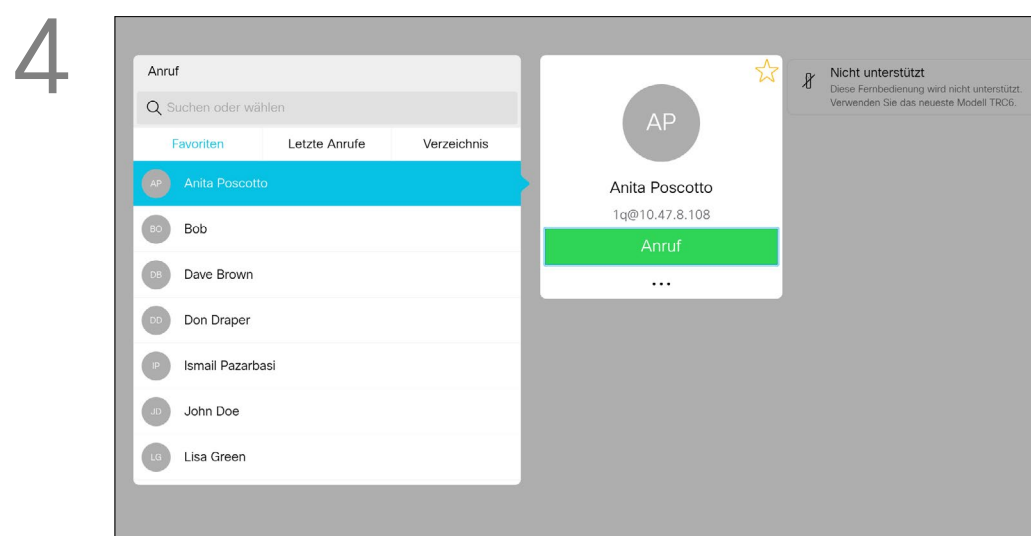 4
Anruf
Suchen oder wählen
Favoriten Letzte Anrufe Verzeichnis
AP Anita Poscotto
BO Bob
DB Dave Brown
DD Don Draper
IP Ismail Pazarbasi
JD John Doe
LG Lisa Green
AP
Anita Poscotto
1q@10.47.8.108
Anruf
...
Nicht unterstützt
Diese Fernbedienung wird nicht unterstützt.
Verwenden Sie das neueste Modell TRC6.